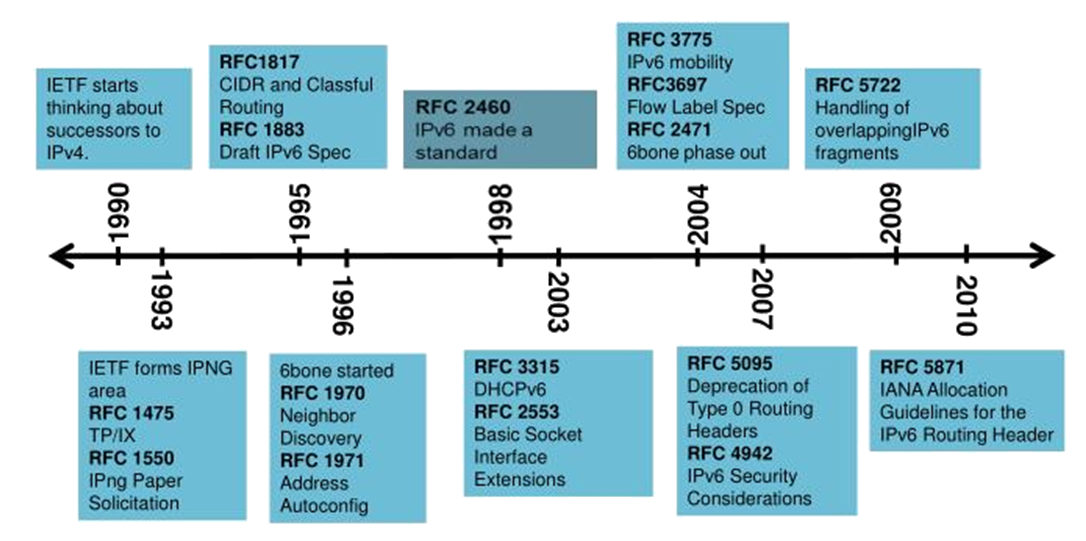 IETF starts
thinking about
successors to
IPv4.
RFC1817
CIDR and Classful
Routing
RFC 1883
Draft IPv6 Spec
RFC 2460
IPv6 made a
standard
RFC 3775
IPv6 mobility
RFC3697
Flow Label Spec
RFC 2471
6bone phase out
RFC 5722
Handling of
overlappingIPv6
fragments
1990
1995
1998
2004
2009
1993
1996
2003
2007
2010
IETF forms IPNG
area
RFC 1475
TP/IX
RFC 1550
IPng Paper
Solicitation
6bone started
RFC 1970
Neighbor
Discovery
RFC 1971
Address
Autoconfig
RFC 3315
DHCPv6
RFC 2553
Basic Socket
Interface
Extensions
RFC 5095
Deprecation of
Type 0 Routing
Headers
RFC 4942
IPv6 Security
Considerations
RFC 5871
IANA Allocation
Guidelines for the
IPv6 Routing Header